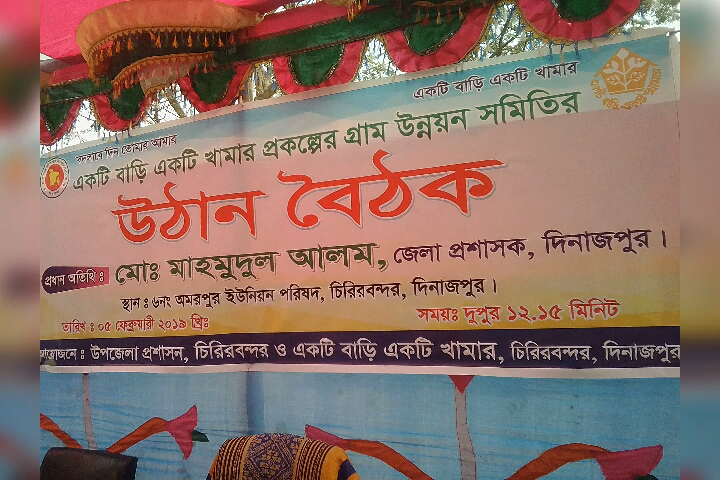 বদলাবে দিন তোমার আমার
একটি বাড়ি একটি খামার
একটি বাড়ি একটি খামার প্রকল্পের গ্রাম উন্নয়ন সমিতির
উঠান বৈঠক
প্রধান অতিথি : মোঃ মাহমুদুল আলম, জেলা প্রশাসক, দিনাজপুর।
স্থান : ৬নং অমরপুর ইউনিয়ন পরিষদ, চিরিরবন্দর, দিনাজপুর।
তারিখ : ০৫ ফেব্রুয়ারী ২০১৯ খ্রিঃ সময়ঃ দুপুর ১২.১৫ মিনিট
আয়োজনে : উপজেলা প্রশাসন, চিরিরবন্দর ও একটি বাড়ি একটি খামার, চিরিরবন্দর, দিনাজপুর